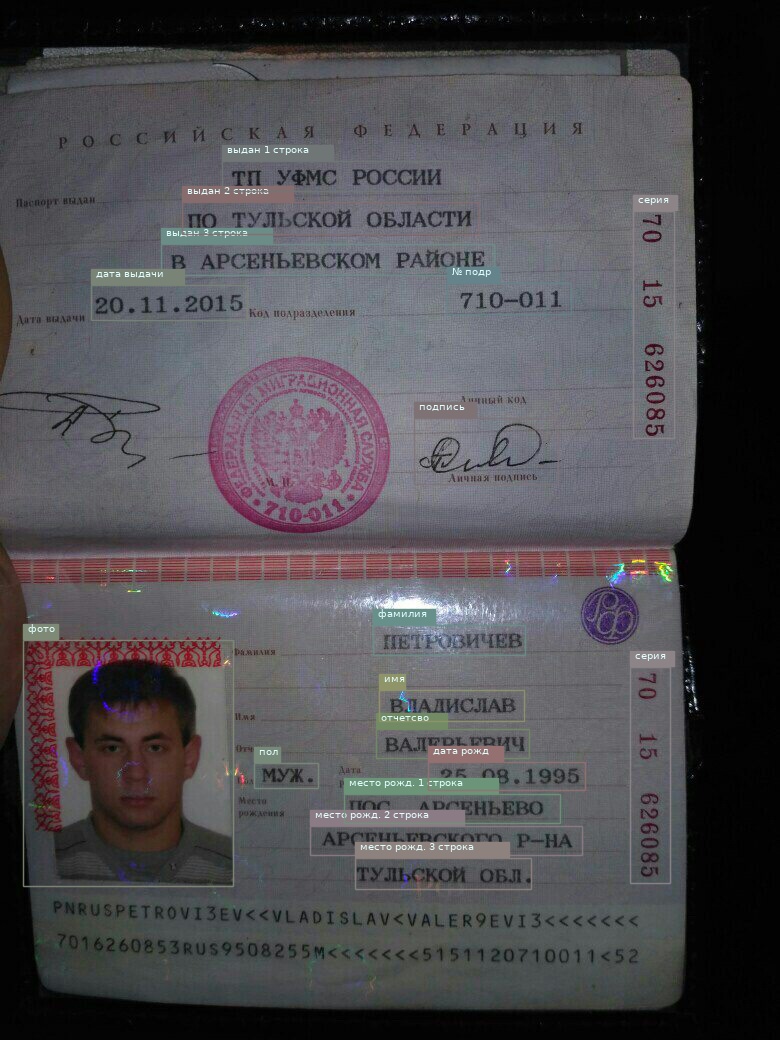 РОССИЙСКАЯ ФЕДЕРАЦИЯ
выдан 1 строка
ТП УФМС РОССИИ
Паспорт выдан
выдан 2 строка
ПО ТУЛЬСКОЙ ОБЛАСТИ
выдан 3 строка
В АРСЕНЬЕВСКОМ РАЙОНЕ
дата выдачи
№ подр
Дата выдачи 20.11.2015 Код подразделения 710-011
серия
70 15 626085
Личный код
подпись
Личная подпись
ФЕДЕРАЛЬНАЯ МИГРАЦИОННАЯ СЛУЖБА
М. П.
710-011
фото
фамилия
Фамилия ПЕТРОВИЧЕВ
имя
Имя ВЛАДИСЛАВ
отчетсво
ВАЛЕРЬЕВИЧ
пол
МУЖ.
дата рожд
Дата 25.08.1995
место рожд. 1 строка
Место рождения ПОС. АРСЕНЬЕВО
место рожд. 2 строка
АРСЕНЬЕВСКОГО Р-НА
место рожд. 3 строка
ТУЛЬСКОЙ ОБЛ.
серия
70 15 626085
PNRUSPETROVI3EV<<VLADISLAV<VALER9EVI3<<<<<<<
7016260853RUS9508255M<<<<<<<5151120710011<52